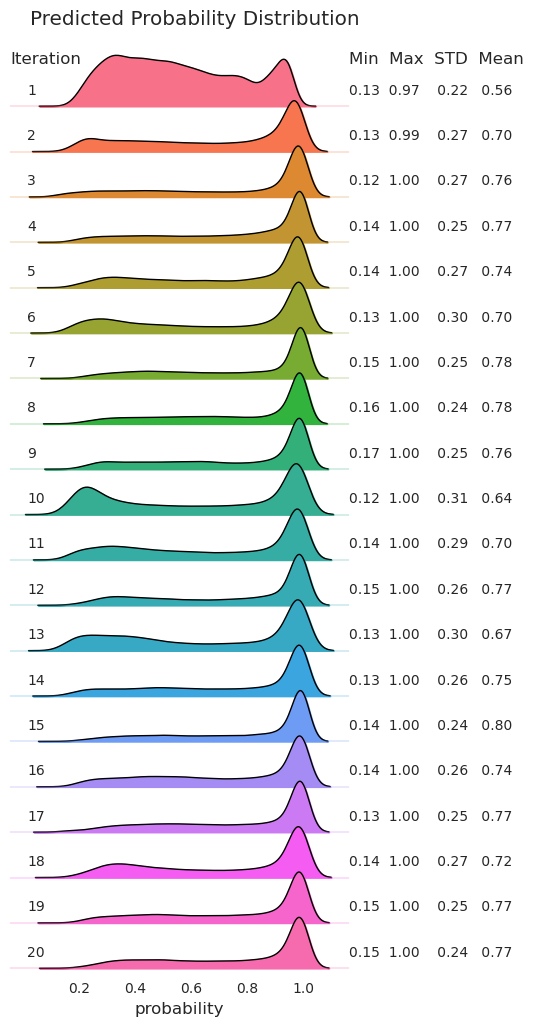 Predicted Probability Distribution
Iteration Min Max STD Mean
1 0.13 0.97 0.22 0.56
2 0.13 0.99 0.27 0.70
3 0.12 1.00 0.27 0.76
4 0.14 1.00 0.25 0.77
5 0.14 1.00 0.27 0.74
6 0.13 1.00 0.30 0.70
7 0.15 1.00 0.25 0.78
8 0.16 1.00 0.24 0.78
9 0.17 1.00 0.25 0.76
10 0.12 1.00 0.31 0.64
11 0.14 1.00 0.29 0.70
12 0.15 1.00 0.26 0.77
13 0.13 1.00 0.30 0.67
14 0.13 1.00 0.26 0.75
15 0.14 1.00 0.24 0.80
16 0.14 1.00 0.26 0.74
17 0.13 1.00 0.25 0.77
18 0.14 1.00 0.27 0.72
19 0.15 1.00 0.25 0.77
20 0.15 1.00 0.24 0.77
0.2 0.4 0.6 0.8 1.0
probability